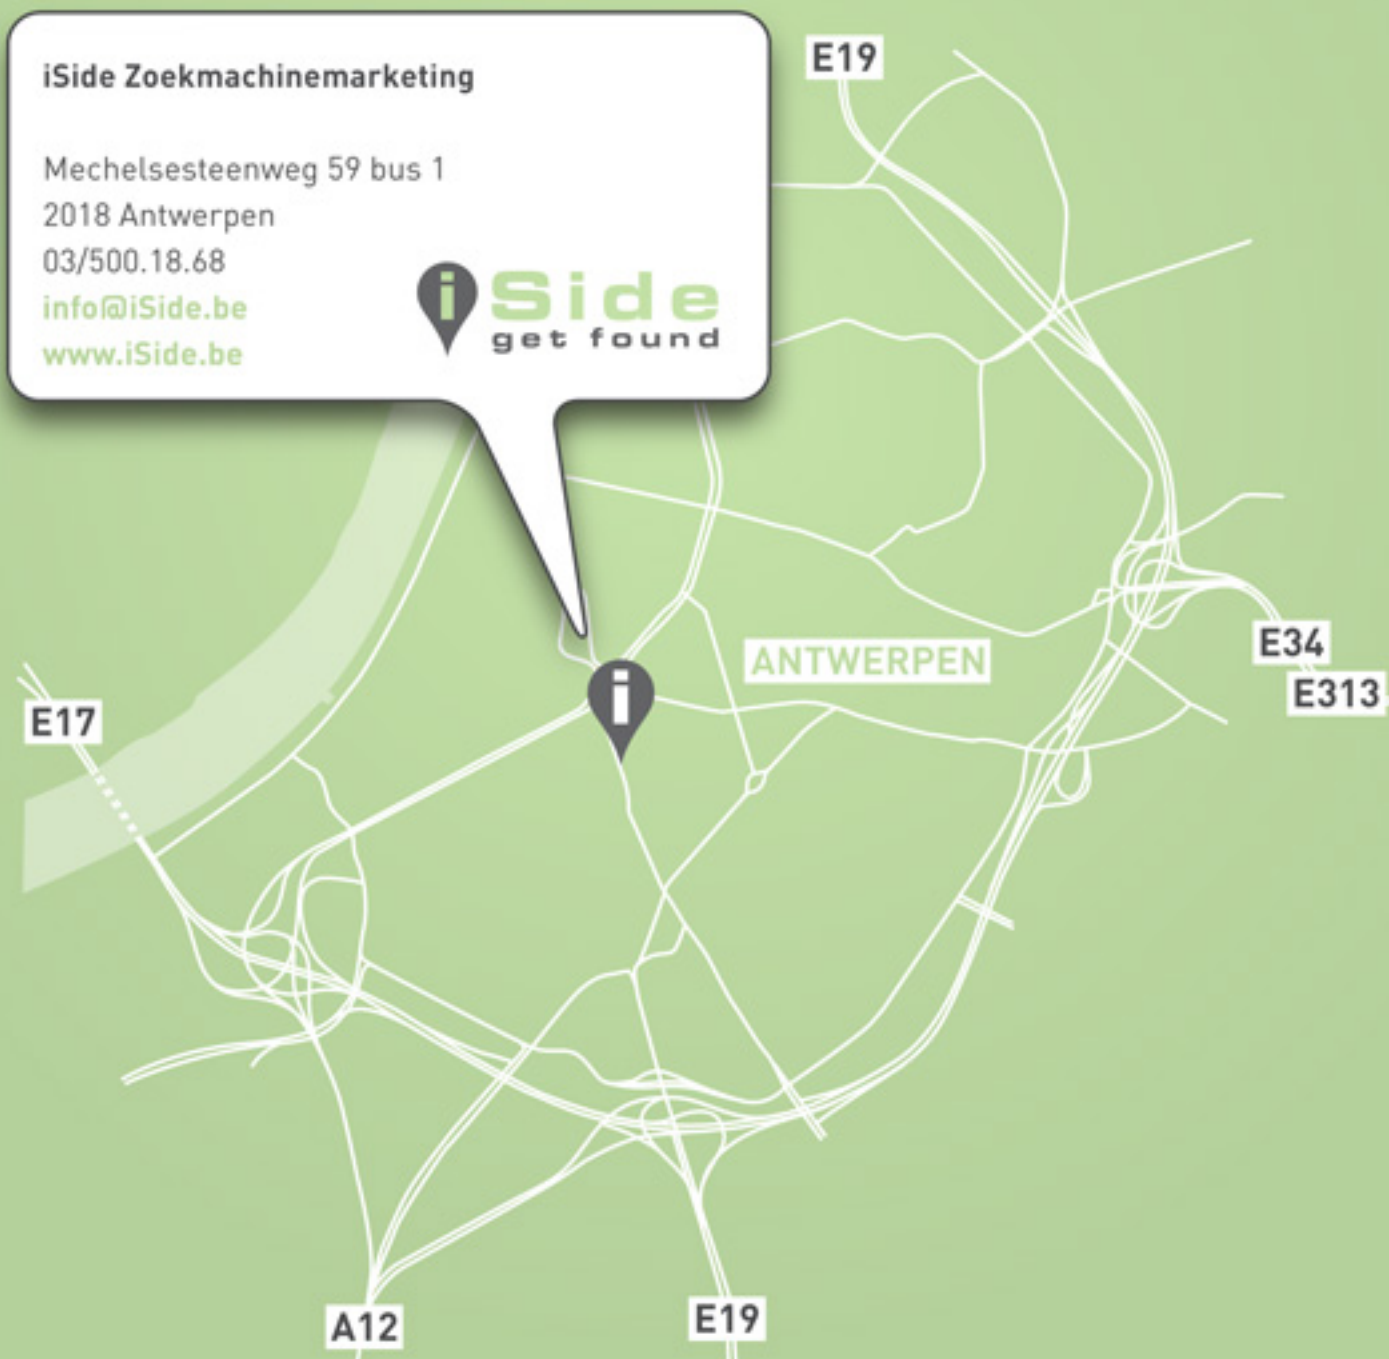 iSide Zoekmachinemarketing
Mechelsesteenweg 59 bus 1
2018 Antwerpen
03/500.18.68
info@iSide.be
www.iSide.be
i Side
get found
E19
ANTWERPEN
E34
E313
E17
i
A12
E19